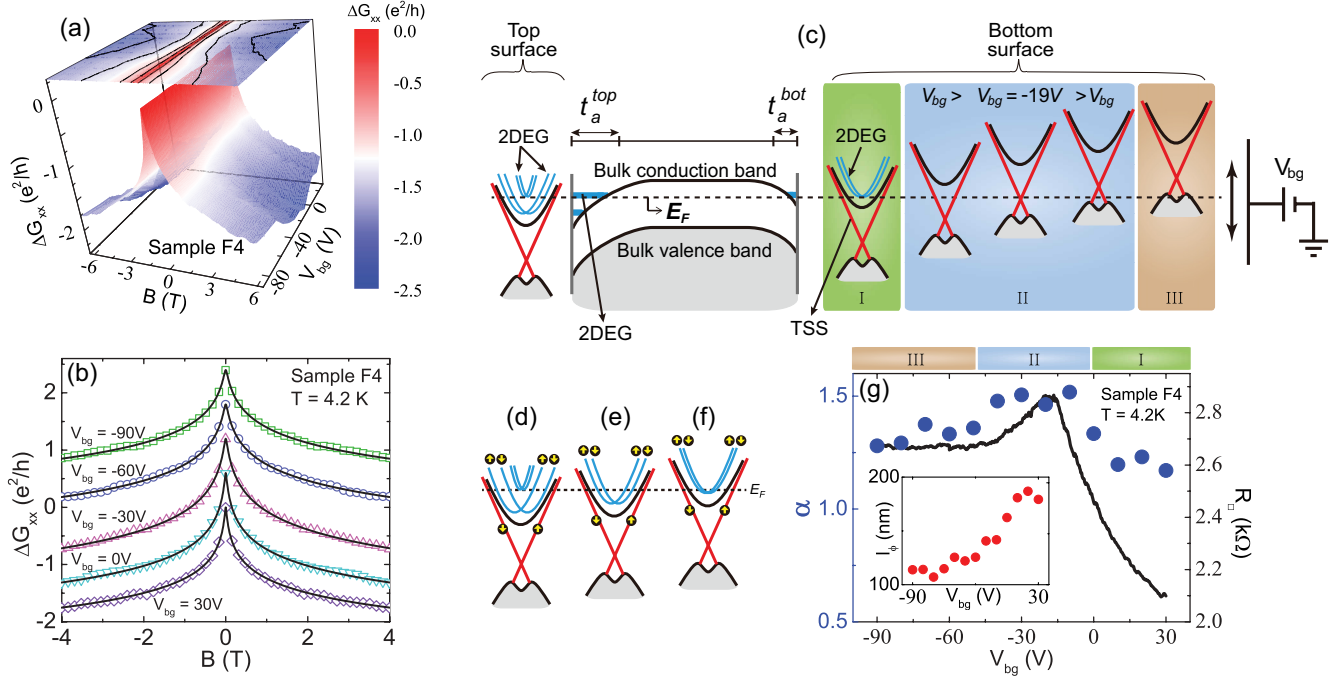 (a)
ΔG_xx (e²/h)
0.0
-0.5
-1.0
-1.5
-2.0
-2.5
0
-1
-2
ΔG_xx (e²/h)
Sample F4
-6
-3
0
3
6
B (T)
0
-40
-80
V_bg (V)
Top
surface
2DEG
t_a^top
t_a^bot
Bulk conduction band
E_F
Bulk valence band
2DEG
(c)
Bottom
surface
V_bg > V_bg = -19V > V_bg
2DEG
TSS
I
II
III
V_bg
(b)
Sample F4
T = 4.2 K
2
1
0
-1
-2
ΔG_xx (e²/h)
V_bg = -90V
V_bg = -60V
V_bg = -30V
V_bg = 0V
V_bg = 30V
-4
-2
0
2
4
B (T)
(d)
(e)
(f)
E_F
III
II
I
(g)
Sample F4
T = 4.2K
1.5
1.0
0.5
α
2.8
2.6
2.4
2.2
2.0
R_□ (kΩ)
200
100
l_ϕ (nm)
-90
V_bg (V)
30
-90
-60
-30
0
30
V_bg (V)